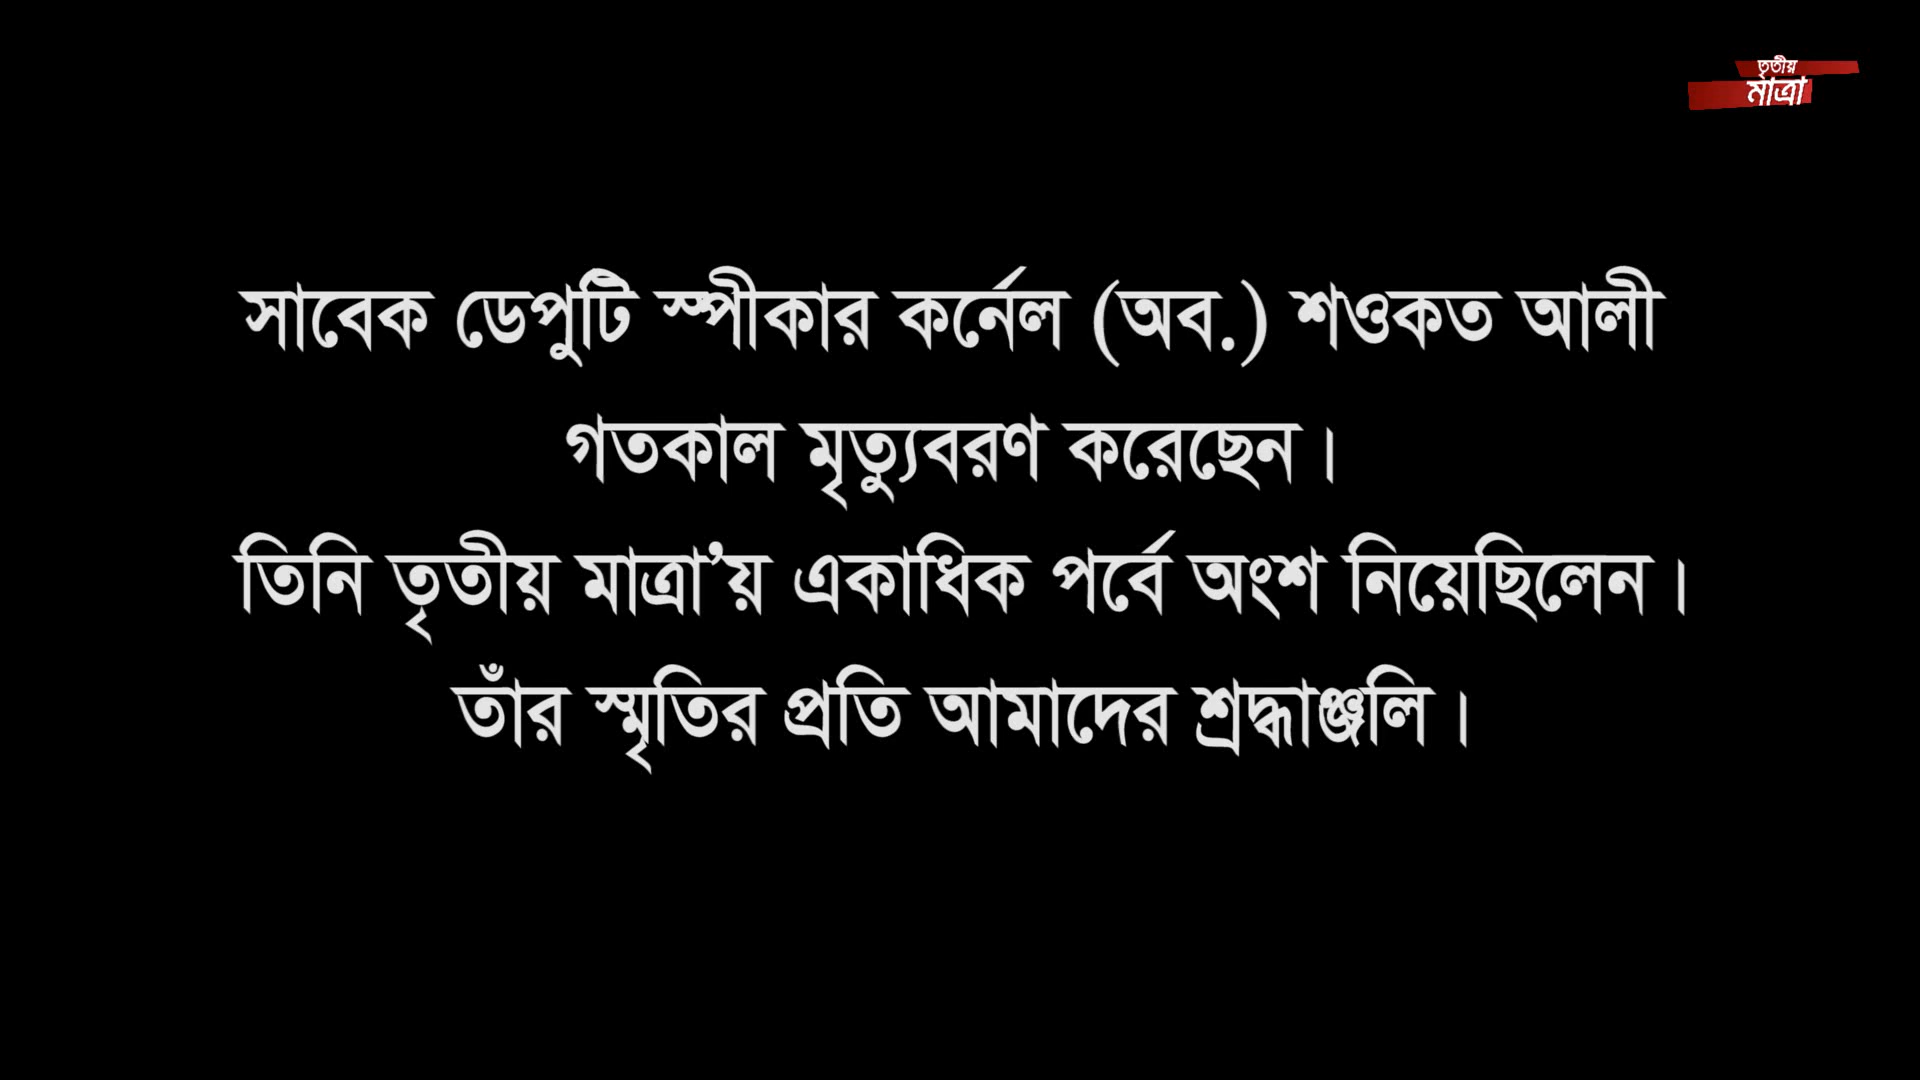 তৃতীয়
মাত্রা
সাবেক ডেপুটি স্পীকার কর্নেল (অব.) শওকত আলী
গতকাল মৃত্যুবরণ করেছেন।
তিনি তৃতীয় মাত্রা’য় একাধিক পর্বে অংশ নিয়েছিলেন।
তাঁর স্মৃতির প্রতি আমাদের শ্রদ্ধাঞ্জলি।